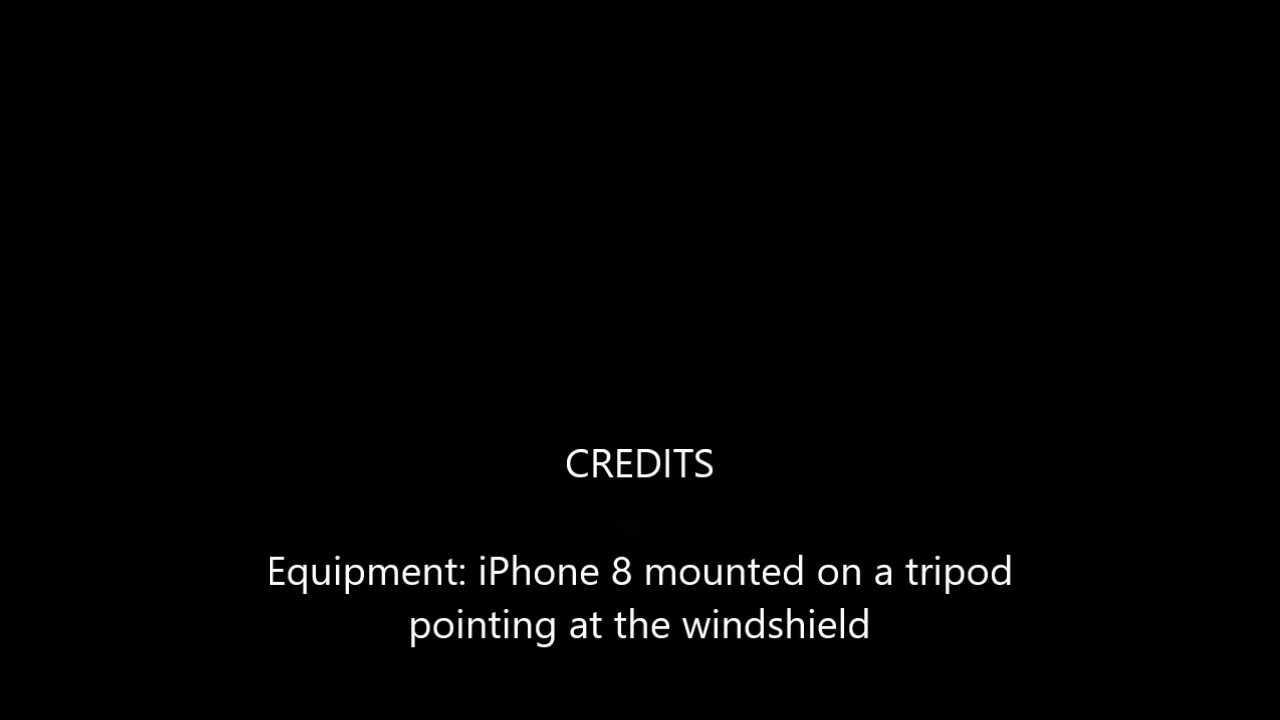 CREDITS
Equipment: iPhone 8 mounted on a tripod
pointing at the windshield